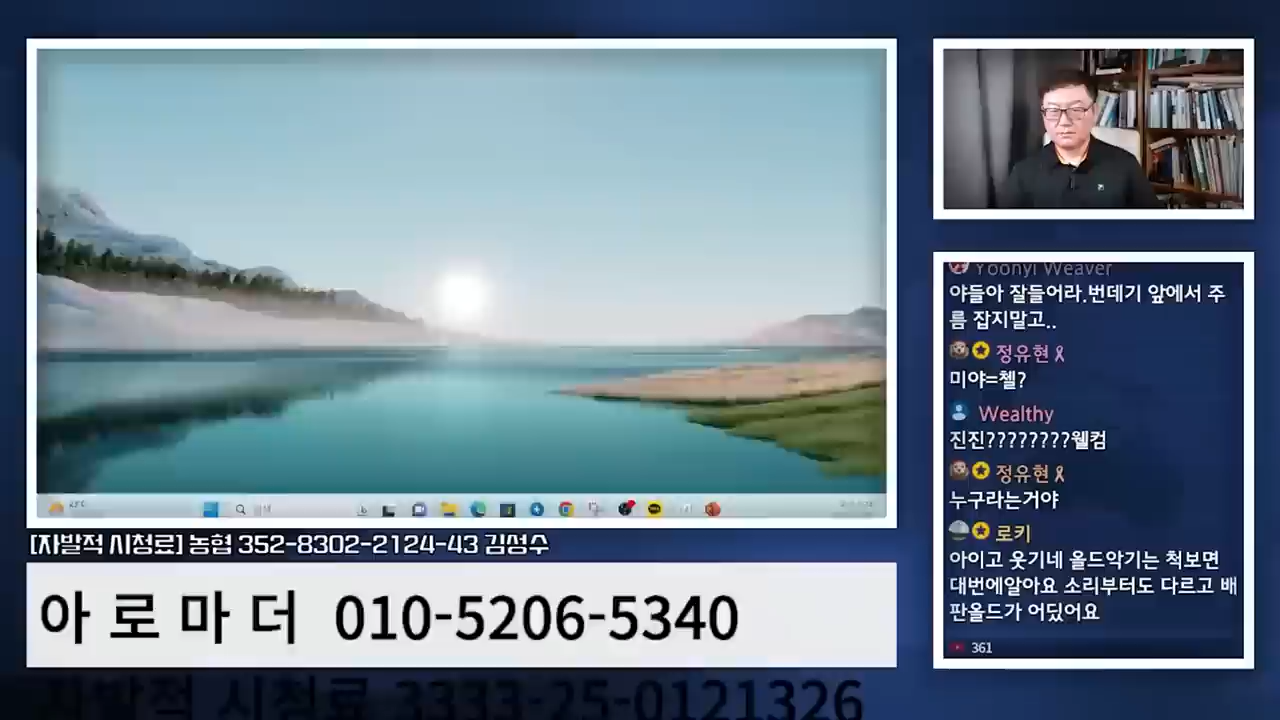 [자발적 시청료] 농협 352-8302-2124-43 김성수
아 로 마 더 010-5206-5340
자발적 시청료 3333-25-0121326
Yoonyi Weaver
야들아 잘들어라.번데기 앞에서 주
름 잡지말고..
정유현
미야=첼?
Wealthy
진진????????웰컴
정유현
누구라는거야
로키
아이고 웃기네 올드악기는 척보면
대번에알아요 소리부터도 다르고 배
판올드가 어딨어요
361